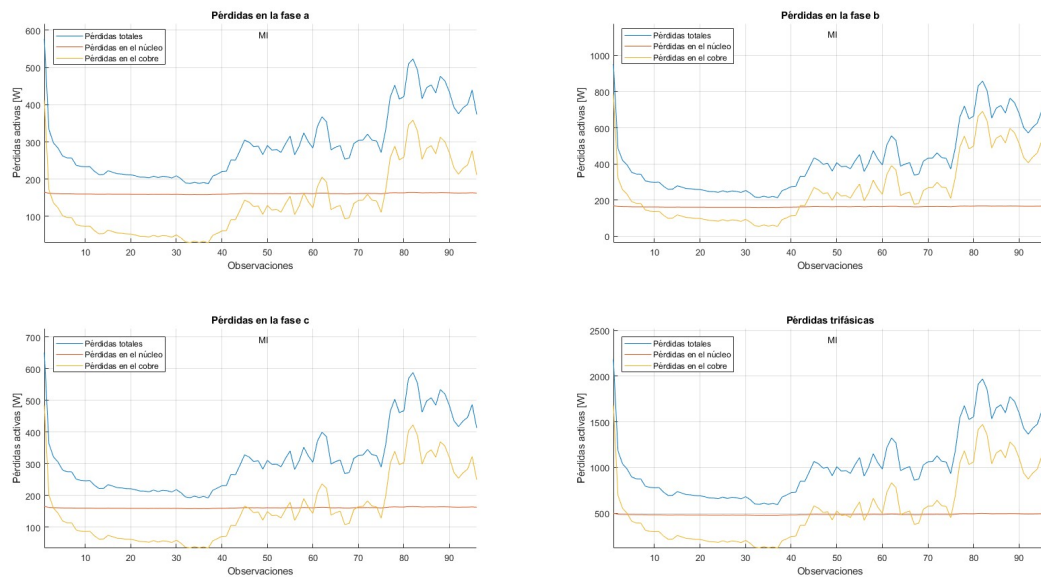 Pérdidas en la fase a
MI
Pérdidas totales
Pérdidas en el núcleo
Pérdidas en el cobre
Pérdidas activas [W]
600
500
400
300
200
100
10 20 30 40 50 60 70 80 90
Observaciones
Pérdidas en la fase b
MI
Pérdidas totales
Pérdidas en el núcleo
Pérdidas en el cobre
Pérdidas activas [W]
1000
800
600
400
200
0
10 20 30 40 50 60 70 80 90
Observaciones
Pérdidas en la fase c
MI
Pérdidas totales
Pérdidas en el núcleo
Pérdidas en el cobre
Pérdidas activas [W]
700
600
500
400
300
200
100
10 20 30 40 50 60 70 80 90
Observaciones
Pérdidas trifásicas
MI
Pérdidas totales
Pérdidas en el núcleo
Pérdidas en el cobre
Pérdidas activas [W]
2500
2000
1500
1000
500
10 20 30 40 50 60 70 80 90
Observaciones